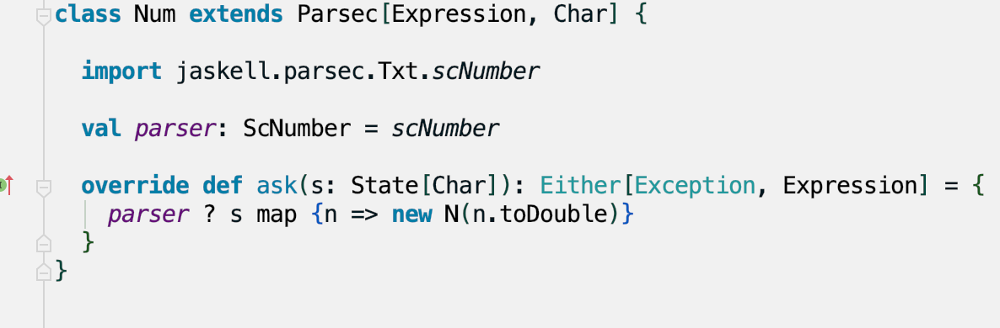 class Num extends Parsec[Expression, Char] {
import jaskell.parsec.Txt.scNumber
val parser: ScNumber = scNumber
override def ask(s: State[Char]): Either[Exception, Expression] = {
parser ? s map {n => new N(n.toDouble)}
}
}